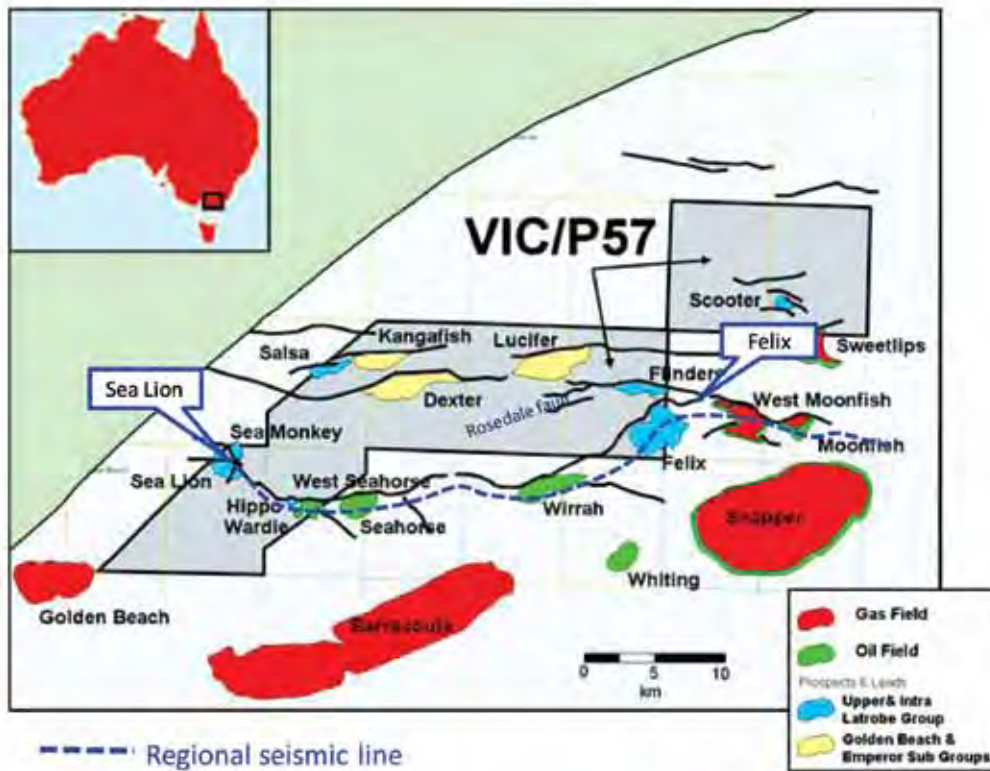 VIC/P57
Scooter
Kangafish
Lucifer
Felix
Salsa
Sweetlips
Sea Lion
Flinders
Dexter
West Moonfish
Rosedale fault
Sea Monkey
Moonfish
Sea Lion
West Seahorse
Felix
Hippo
Wardie
Seahorse
Wirrah
Snapper
Whiting
Golden Beach
Barracouta
0 5 10
km
Gas Field
Oil Field
Prospects & Leads
Upper& Intra
Latrobe Group
Golden Beach &
Emperor Sub Groups
Regional seismic line